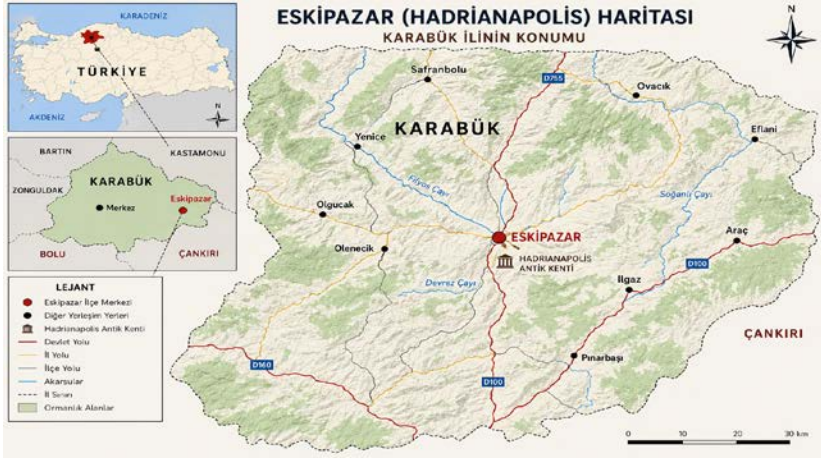 ESKİPAZAR (HADRIANAPOLIS) HARİTASI
KARABÜK İLİNİN KONUMU
N
KARADENİZ
TÜRKİYE
AKDENİZ
N
BARTIN
KASTAMONU
ZONGULDAK
KARABÜK
Eskipazar
Merkez
BOLU
ÇANKIRI
LEJANT
Eskipazar İlçe Merkezi
Diğer Yerleşim Yerleri
Hadrianapolis Antik Kenti
Devlet Yolu
İl Yolu
İlçe Yolu
Akarsular
İl Sınırı
Ormanlık Alanlar
Safranbolu
D755
Ovacık
KARABÜK
Yenice
Eflani
Filyos Çayı
Soğanlı Çayı
Olgucak
ESKİPAZAR
Araç
Olenecik
HADRIANAPOLIS
ANTİK KENTİ
D100
Devrez Çayı
Ilgaz
ÇANKIRI
Pınarbaşı
D160
D100
0 10 20 30 km